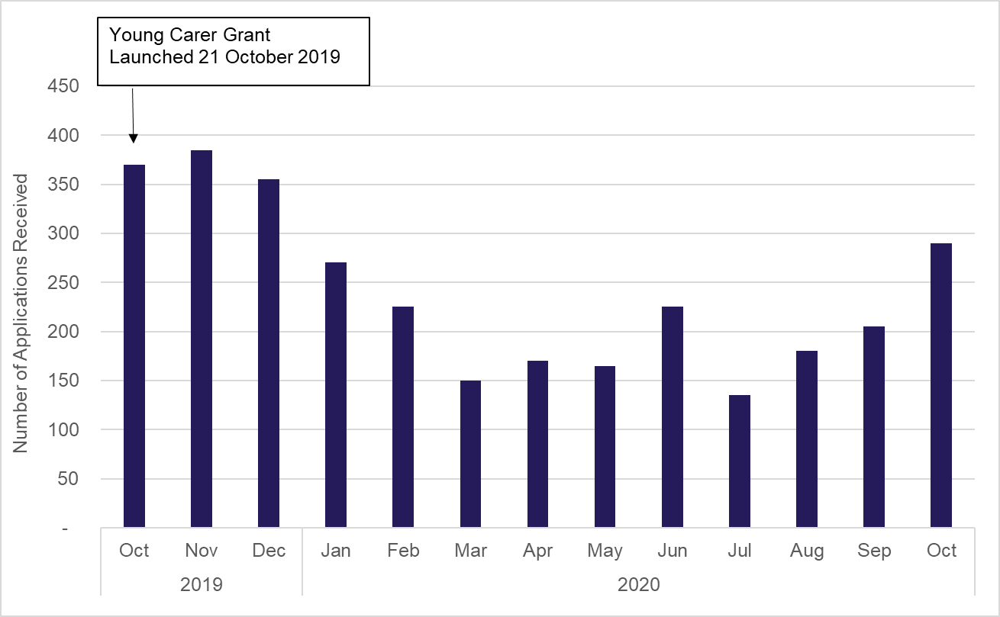 Young Carer Grant
Launched 21 October 2019
Number of Applications Received
450
400
350
300
250
200
150
100
50
-
Oct Nov Dec Jan Feb Mar Apr May Jun Jul Aug Sep Oct
2019 2020